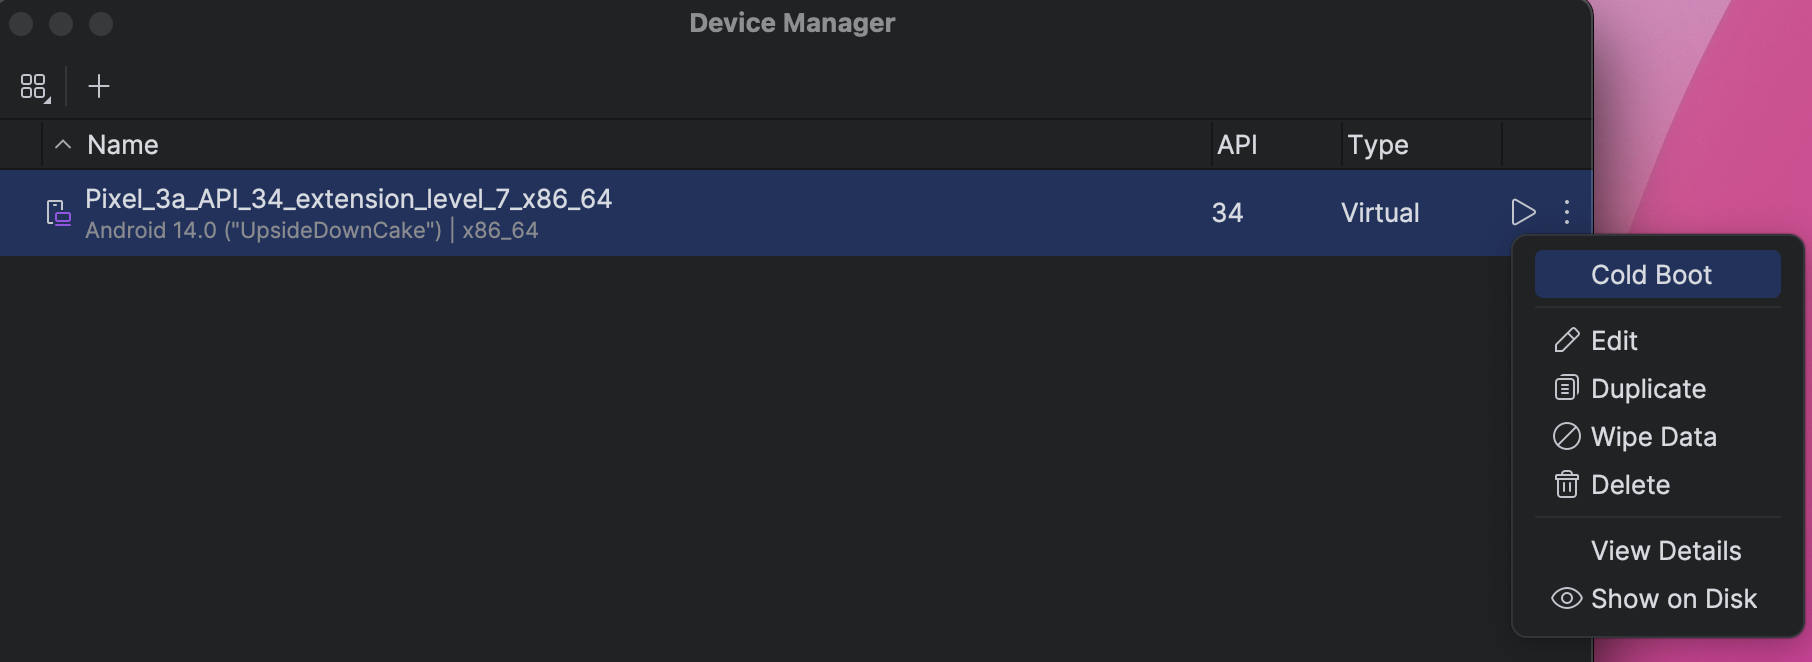 Device Manager
Name API Type
Pixel_3a_API_34_extension_level_7_x86_64 34 Virtual
Android 14.0 ("UpsideDownCake") | x86_64
Cold Boot
Edit
Duplicate
Wipe Data
Delete
View Details
Show on Disk